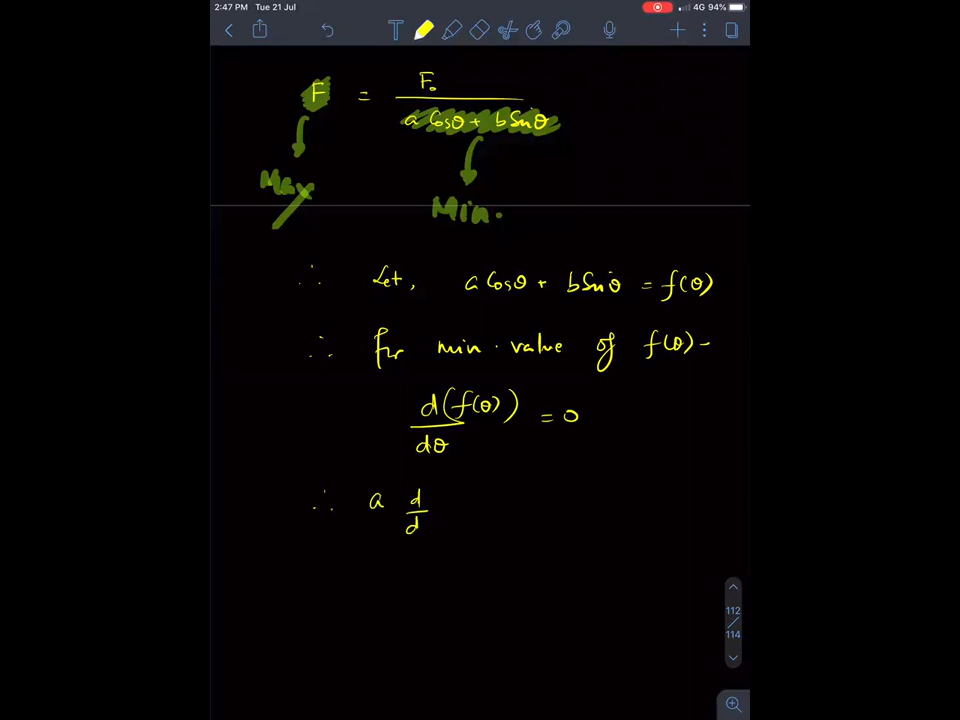 2:47 PM Tue 21 Jul
4G 94%
T
F = F₀ / (a Cosθ + b Sinθ)
Max
Min.
∴ Let, a Cosθ + b Sinθ = f(θ)
∴ for min. value of f(θ) –
d(f(θ)) / dθ = 0
∴ a d/d
112
114